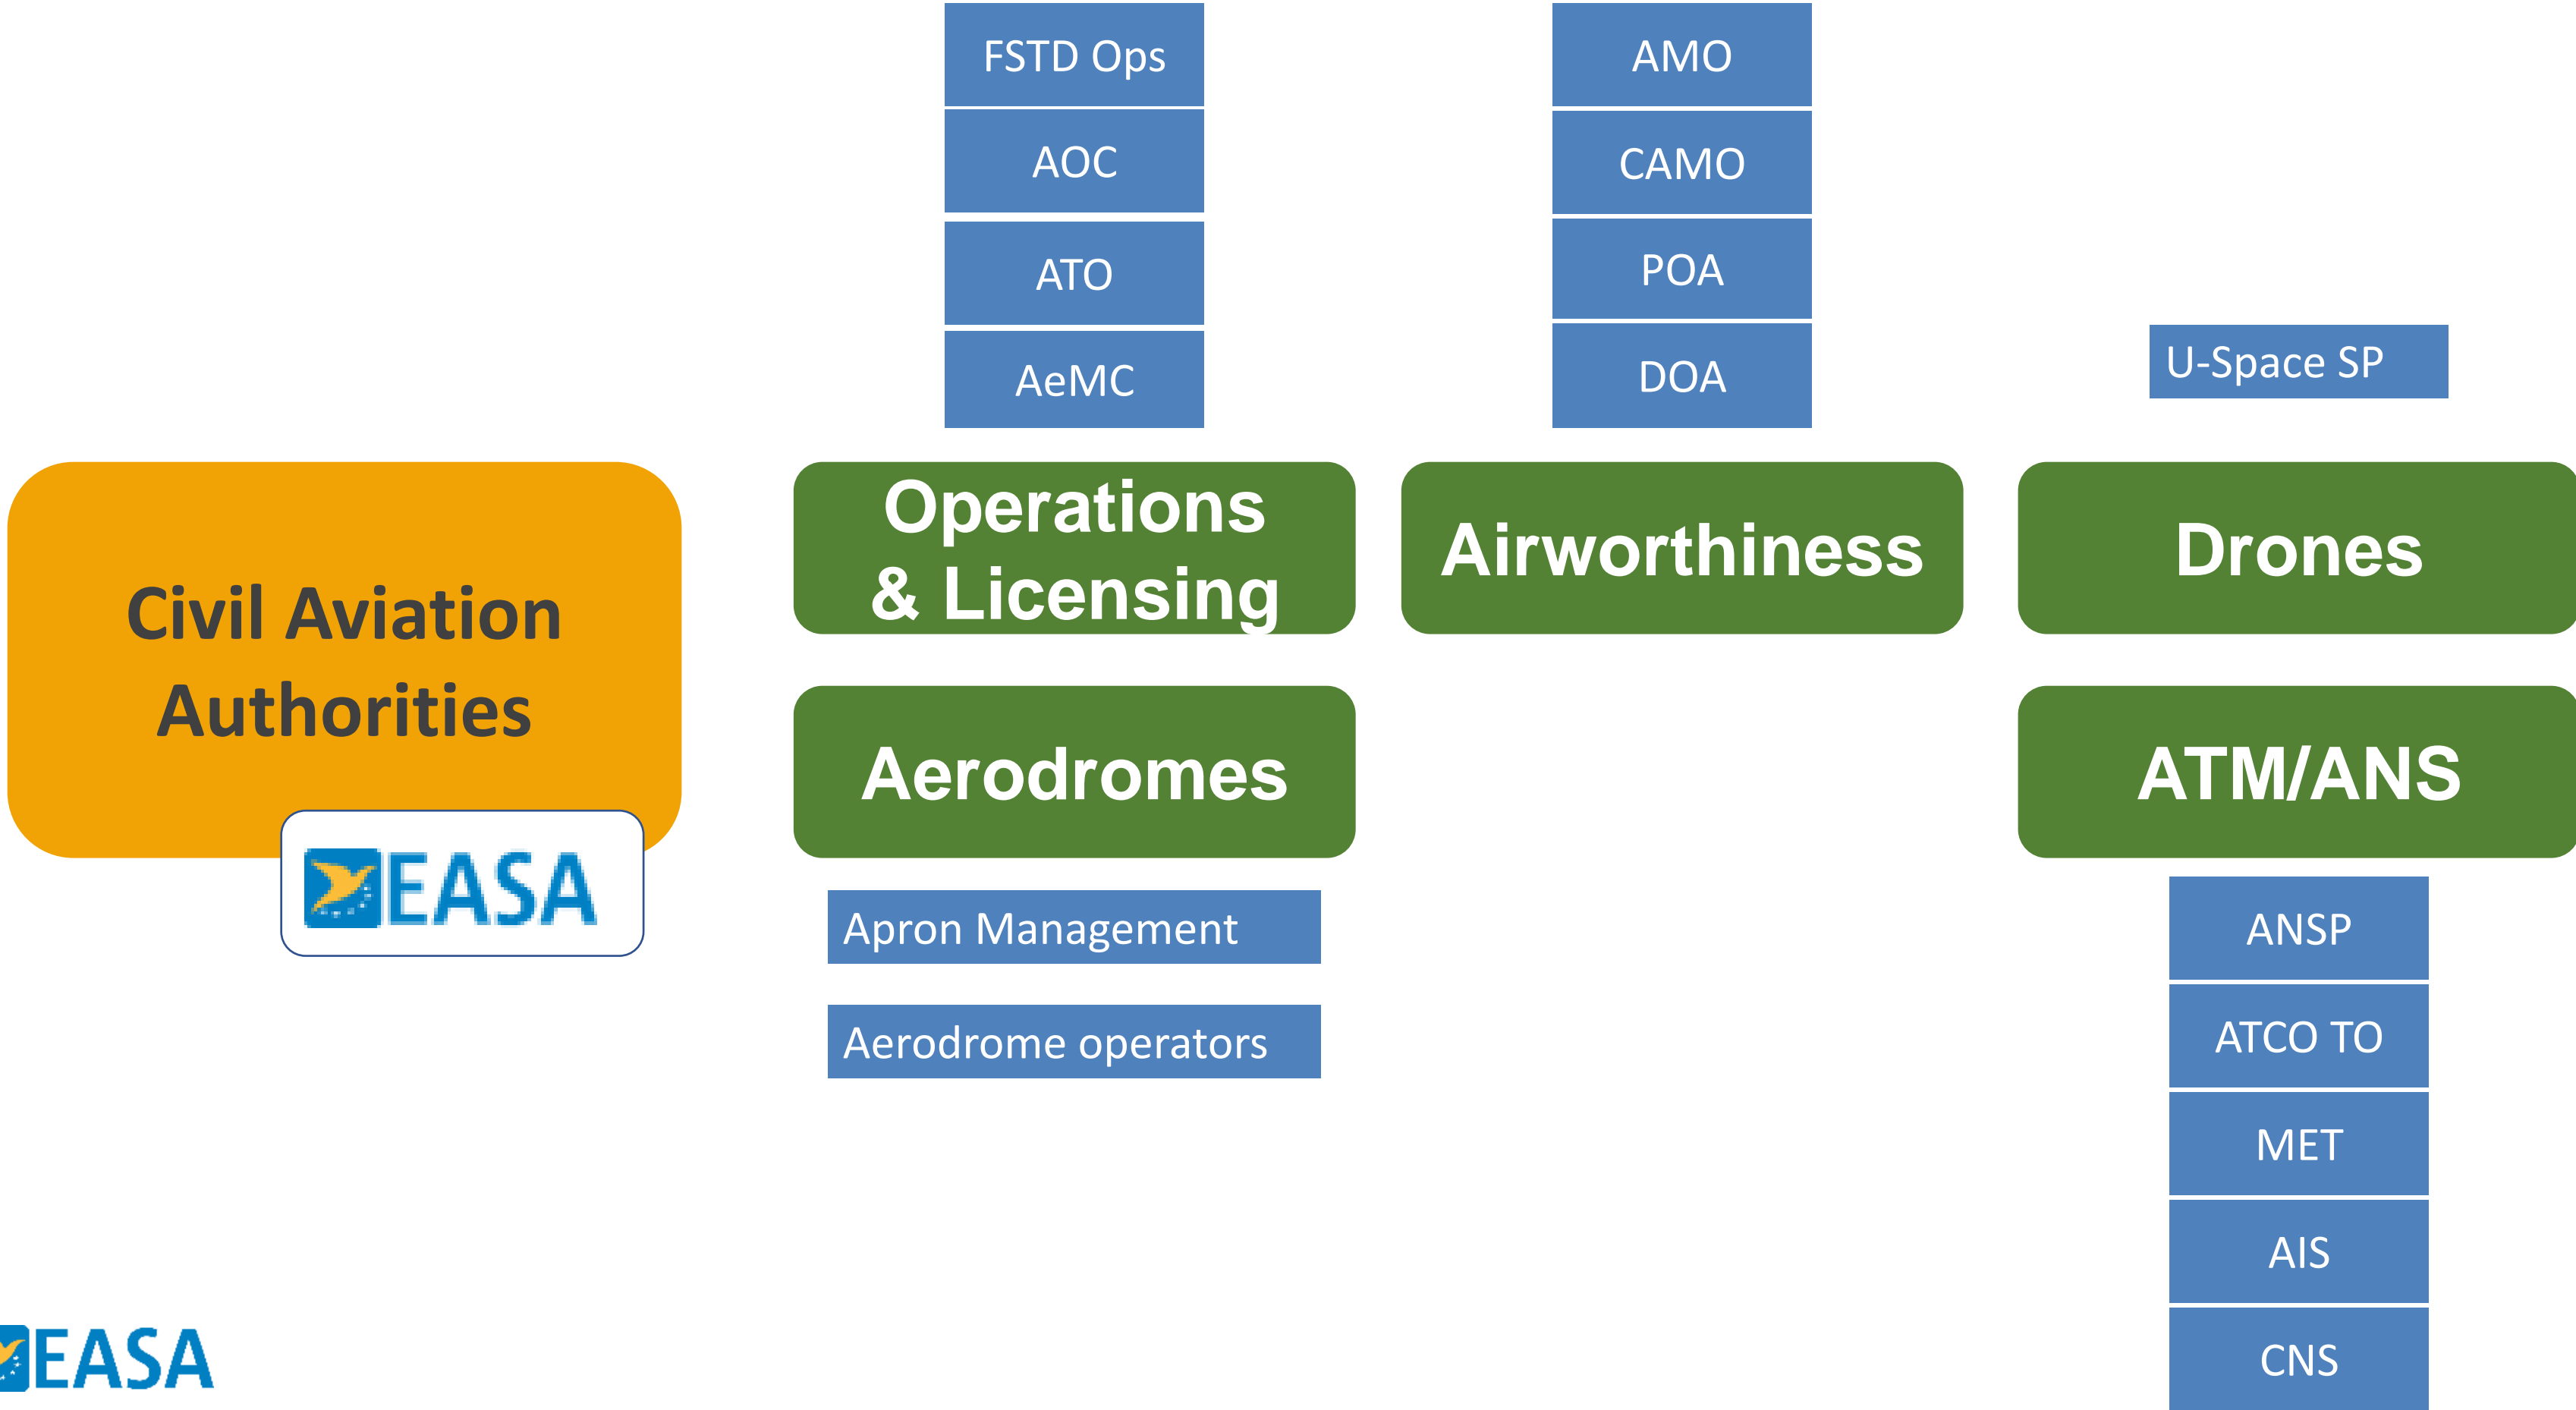 FSTD Ops
AOC
ATO
AeMC
AMO
CAMO
POA
DOA
U-Space SP
Civil Aviation
Authorities
EASA
Operations
& Licensing
Airworthiness
Drones
Aerodromes
ATM/ANS
Apron Management
Aerodrome operators
ANSP
ATCO TO
MET
AIS
CNS
EASA